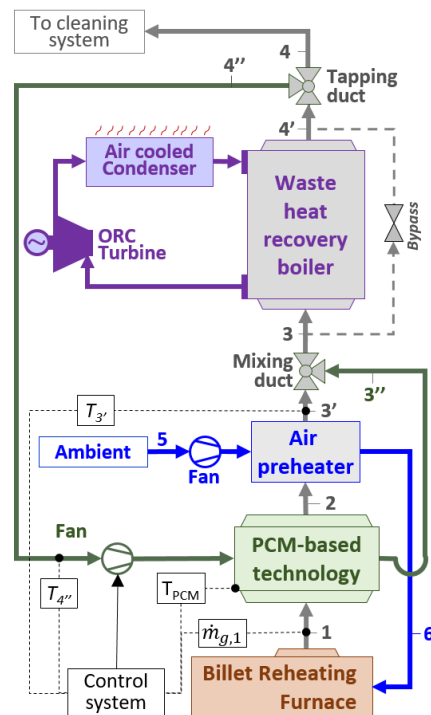 To cleaning
system
4
4''
Tapping
duct
4'
Air cooled
Condenser
Waste
heat
recovery
boiler
ORC
Turbine
Bypass
3
Mixing
duct
3''
T3'
3'
Ambient
5
Fan
Air
preheater
2
Fan
PCM-based
technology
T4''
TPCM
ṁg,1
1
6
Control
system
Billet Reheating
Furnace